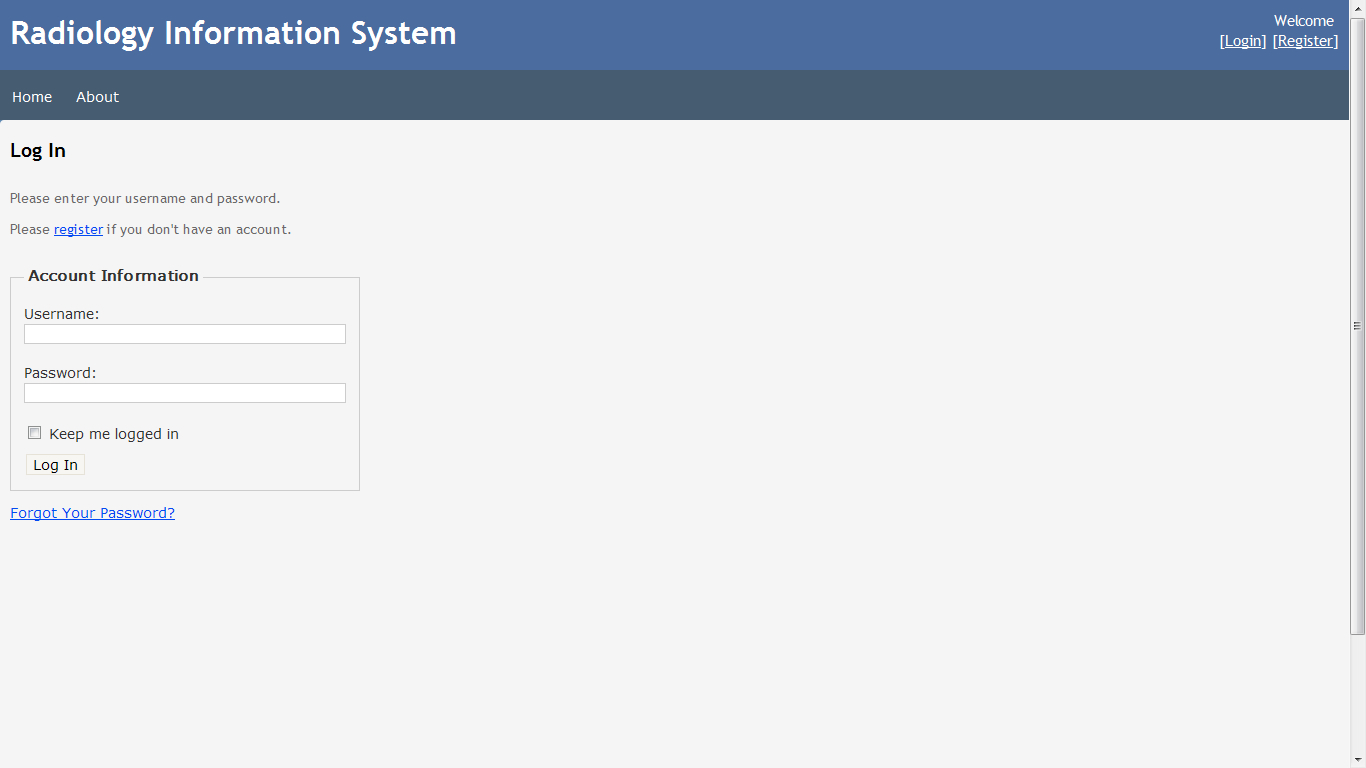 Radiology Information System
Welcome
[Login] [Register]
Home About
Log In
Please enter your username and password.
Please register if you don't have an account.
Account Information
Username:
Password:
Keep me logged in
Log In
Forgot Your Password?